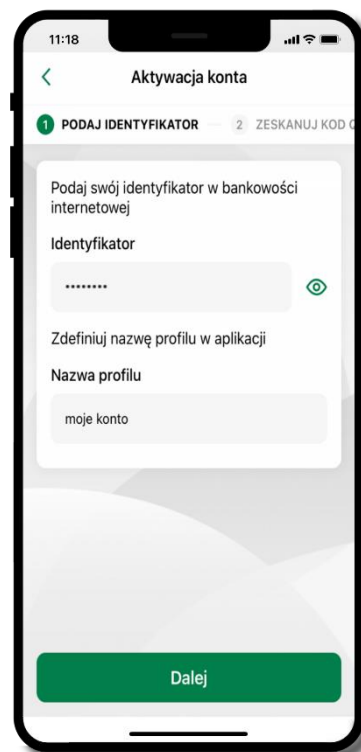 11:18
Aktywacja konta
1 PODAJ IDENTYFIKATOR 2 ZESKANUJ KOD
Podaj swój identyfikator w bankowości
internetowej
Identyfikator
••••••••
Zdefiniuj nazwę profilu w aplikacji
Nazwa profilu
moje konto
Dalej